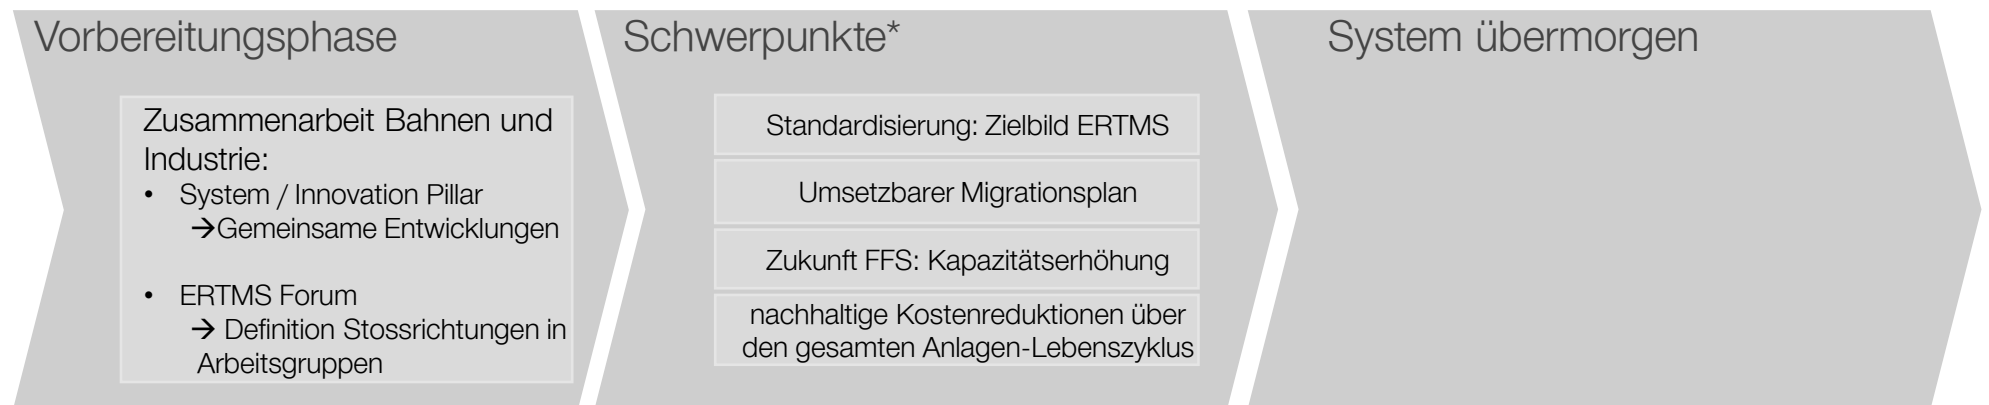 Vorbereitungsphase
Zusammenarbeit Bahnen und
Industrie:
• System / Innovation Pillar
→Gemeinsame Entwicklungen
• ERTMS Forum
→ Definition Stossrichtungen in
Arbeitsgruppen
Schwerpunkte*
Standardisierung: Zielbild ERTMS
Umsetzbarer Migrationsplan
Zukunft FFS: Kapazitätserhöhung
nachhaltige Kostenreduktionen über
den gesamten Anlagen-Lebenszyklus
System übermorgen